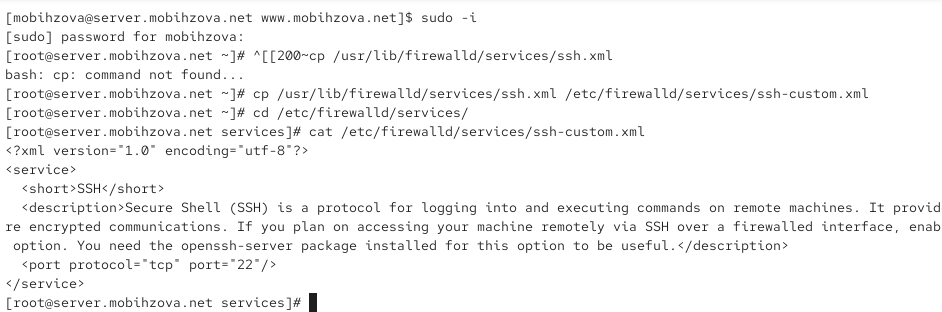 [mobihzova@server.mobihzova.net www.mobihzova.net]$ sudo -i
[sudo] password for mobihzova:
[root@server.mobihzova.net ~]# ^[[200~cp /usr/lib/firewalld/services/ssh.xml
bash: cp: command not found...
[root@server.mobihzova.net ~]# cp /usr/lib/firewalld/services/ssh.xml /etc/firewalld/services/ssh-custom.xml
[root@server.mobihzova.net ~]# cd /etc/firewalld/services/
[root@server.mobihzova.net services]# cat /etc/firewalld/services/ssh-custom.xml
<?xml version="1.0" encoding="utf-8"?>
<service>
  <short>SSH</short>
  <description>Secure Shell (SSH) is a protocol for logging into and executing commands on remote machines. It provid
re encrypted communications. If you plan on accessing your machine remotely via SSH over a firewalled interface, enab
 option. You need the openssh-server package installed for this option to be useful.</description>
  <port protocol="tcp" port="22"/>
</service>
[root@server.mobihzova.net services]#